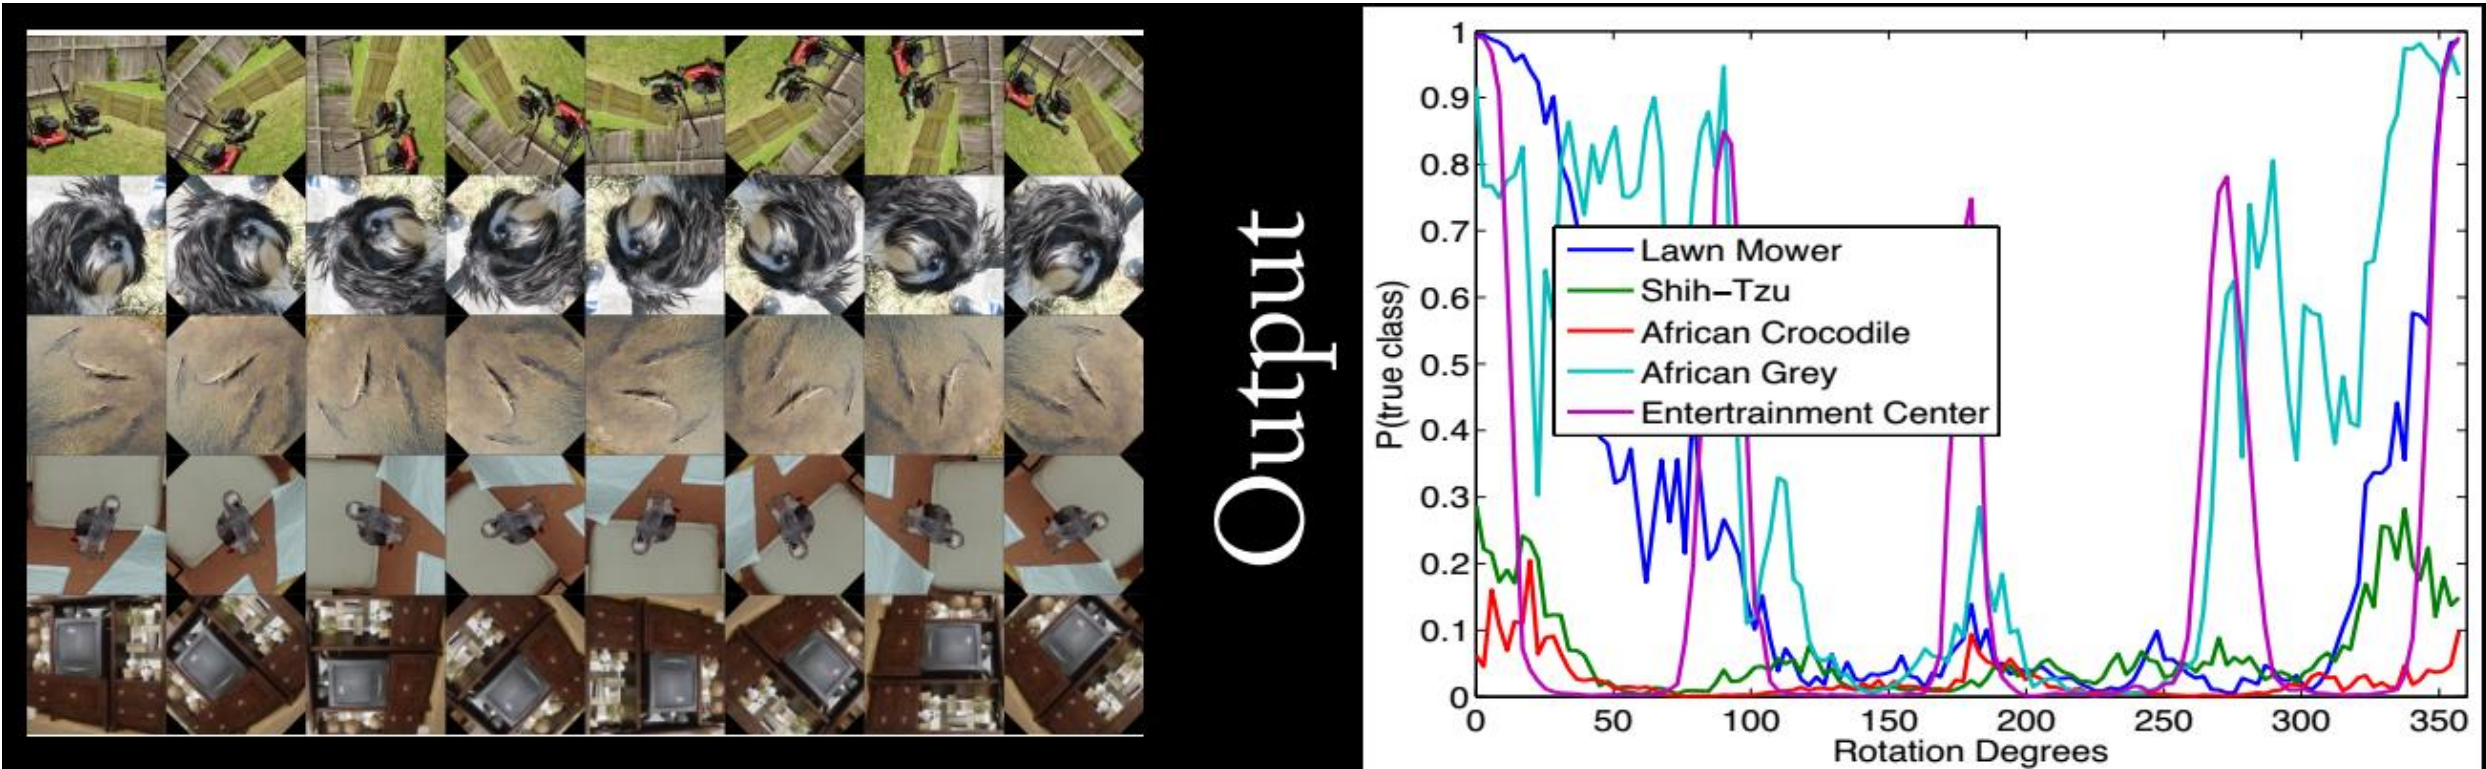 Output
1
0.9
0.8
0.7
0.6
0.5
0.4
0.3
0.2
0.1
0
P(true class)
Lawn Mower
Shih–Tzu
African Crocodile
African Grey
Entertrainment Center
0 50 100 150 200 250 300 350
Rotation Degrees